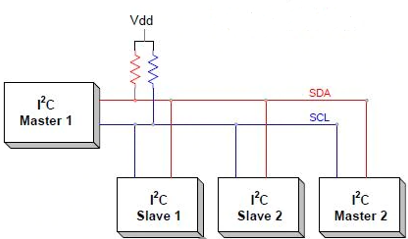 Vdd
SDA
SCL
I²C
Master 1
I²C
Slave 1
I²C
Slave 2
I²C
Master 2